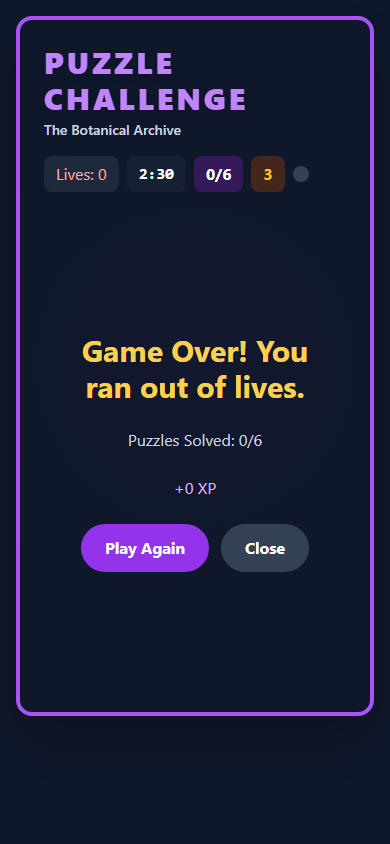 PUZZLE
CHALLENGE
The Botanical Archive
Lives: 0 2:30 0/6 3
Game Over! You
ran out of lives.
Puzzles Solved: 0/6
+0 XP
Play Again Close